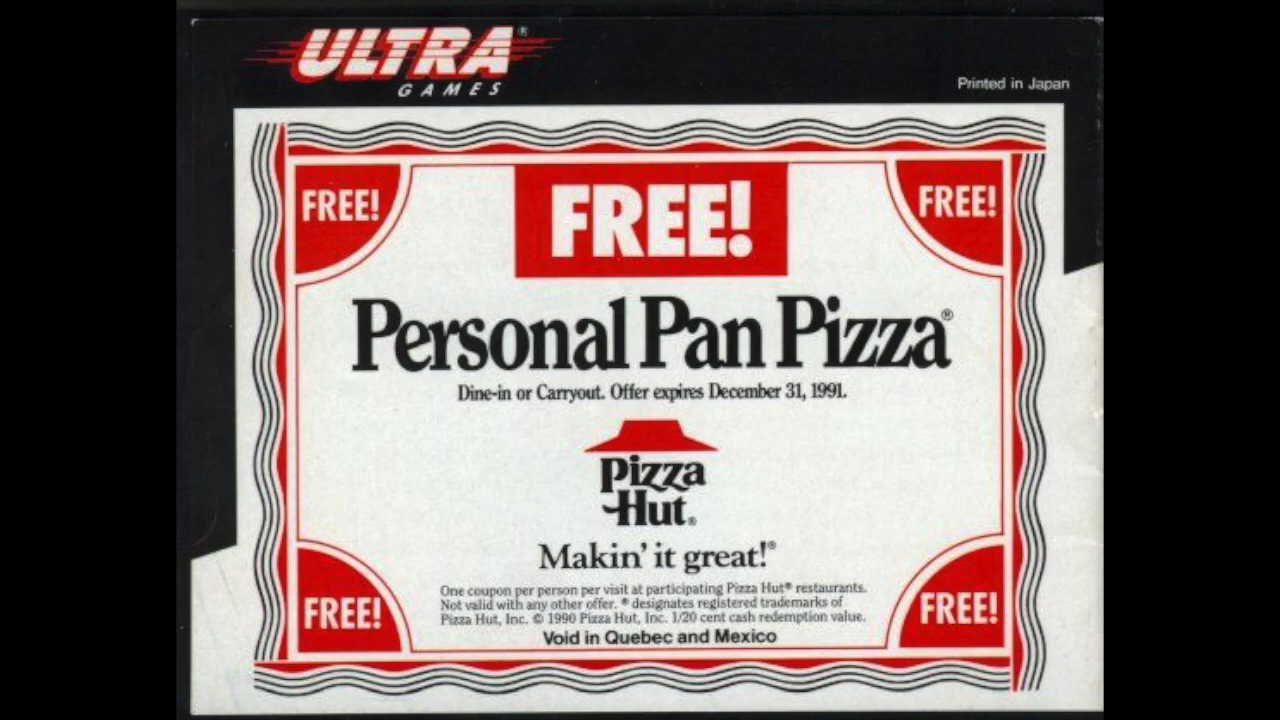 ULTRA®
GAMES
Printed in Japan
FREE!
FREE!
FREE!
Personal Pan Pizza®
Dine-in or Carryout. Offer expires December 31, 1991.
Pizza
Hut®
Makin' it great!®
One coupon per person per visit at participating Pizza Hut® restaurants.
Not valid with any other offer. ® designates registered trademarks of
Pizza Hut, Inc. © 1990 Pizza Hut, Inc. 1/20 cent cash redemption value.
Void in Quebec and Mexico
FREE!
FREE!